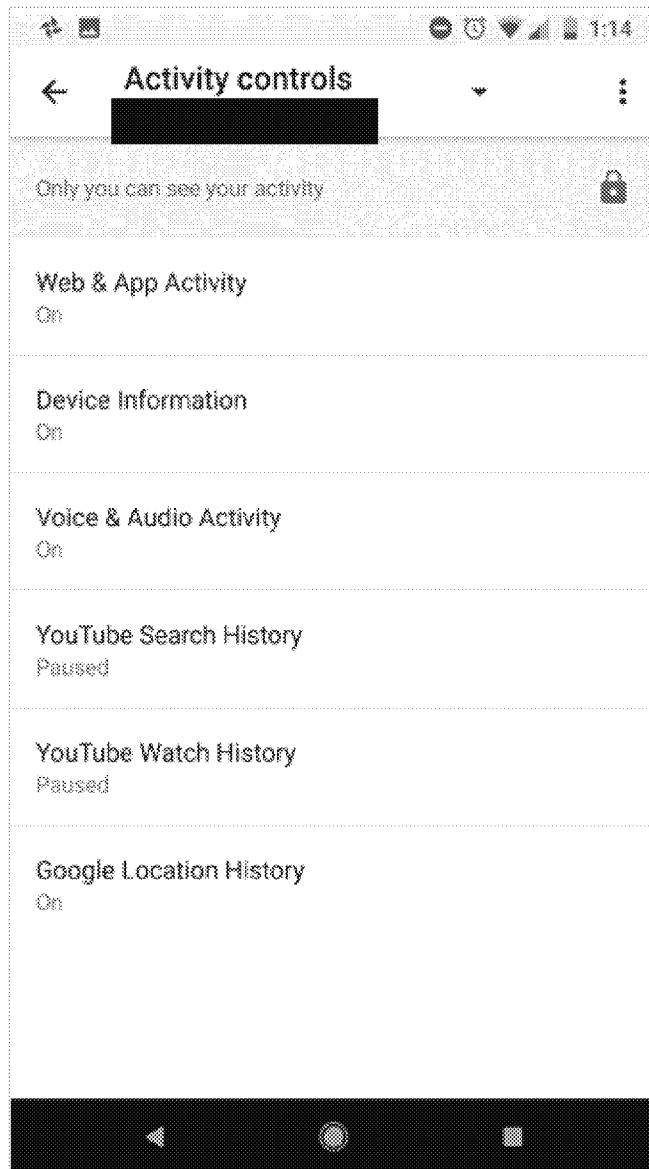 1:14
Activity controls
Only you can see your activity
Web & App Activity
On
Device Information
On
Voice & Audio Activity
On
YouTube Search History
Paused
YouTube Watch History
Paused
Google Location History
On